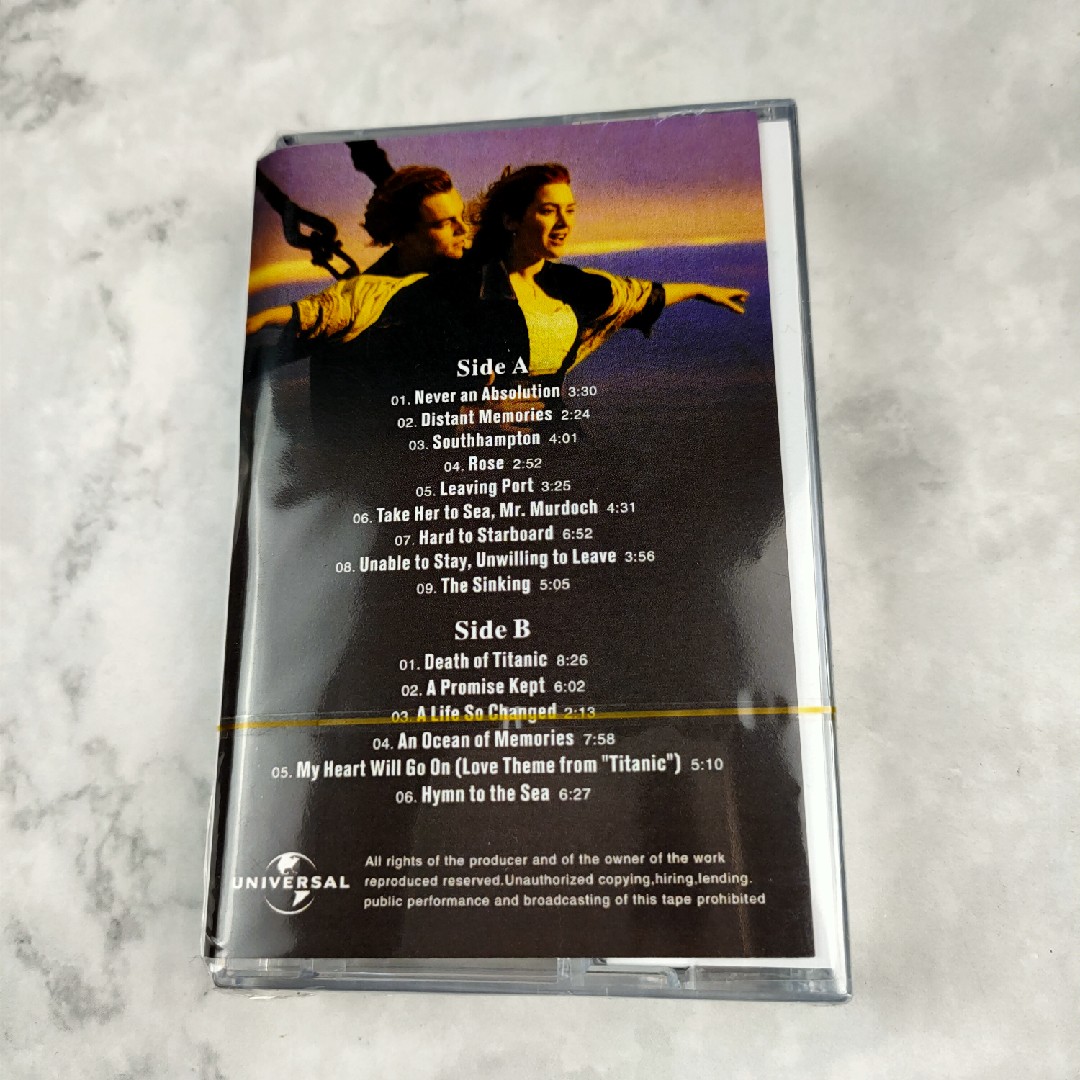 Side A
01. Never an Absolution 3:30
02. Distant Memories 2:24
03. Southhampton 4:01
04. Rose 2:52
05. Leaving Port 3:25
06. Take Her to Sea, Mr. Murdoch 4:31
07. Hard to Starboard 6:52
08. Unable to Stay, Unwilling to Leave 3:56
09. The Sinking 5:05
Side B
01. Death of Titanic 8:26
02. A Promise Kept 6:02
03. A Life So Changed 2:13
04. An Ocean of Memories 7:58
05. My Heart Will Go On (Love Theme from "Titanic") 5:10
06. Hymn to the Sea 6:27
UNIVERSAL
All rights of the producer and of the owner of the work
reproduced reserved.Unauthorized copying,hiring,lending.
public performance and broadcasting of this tape prohibited